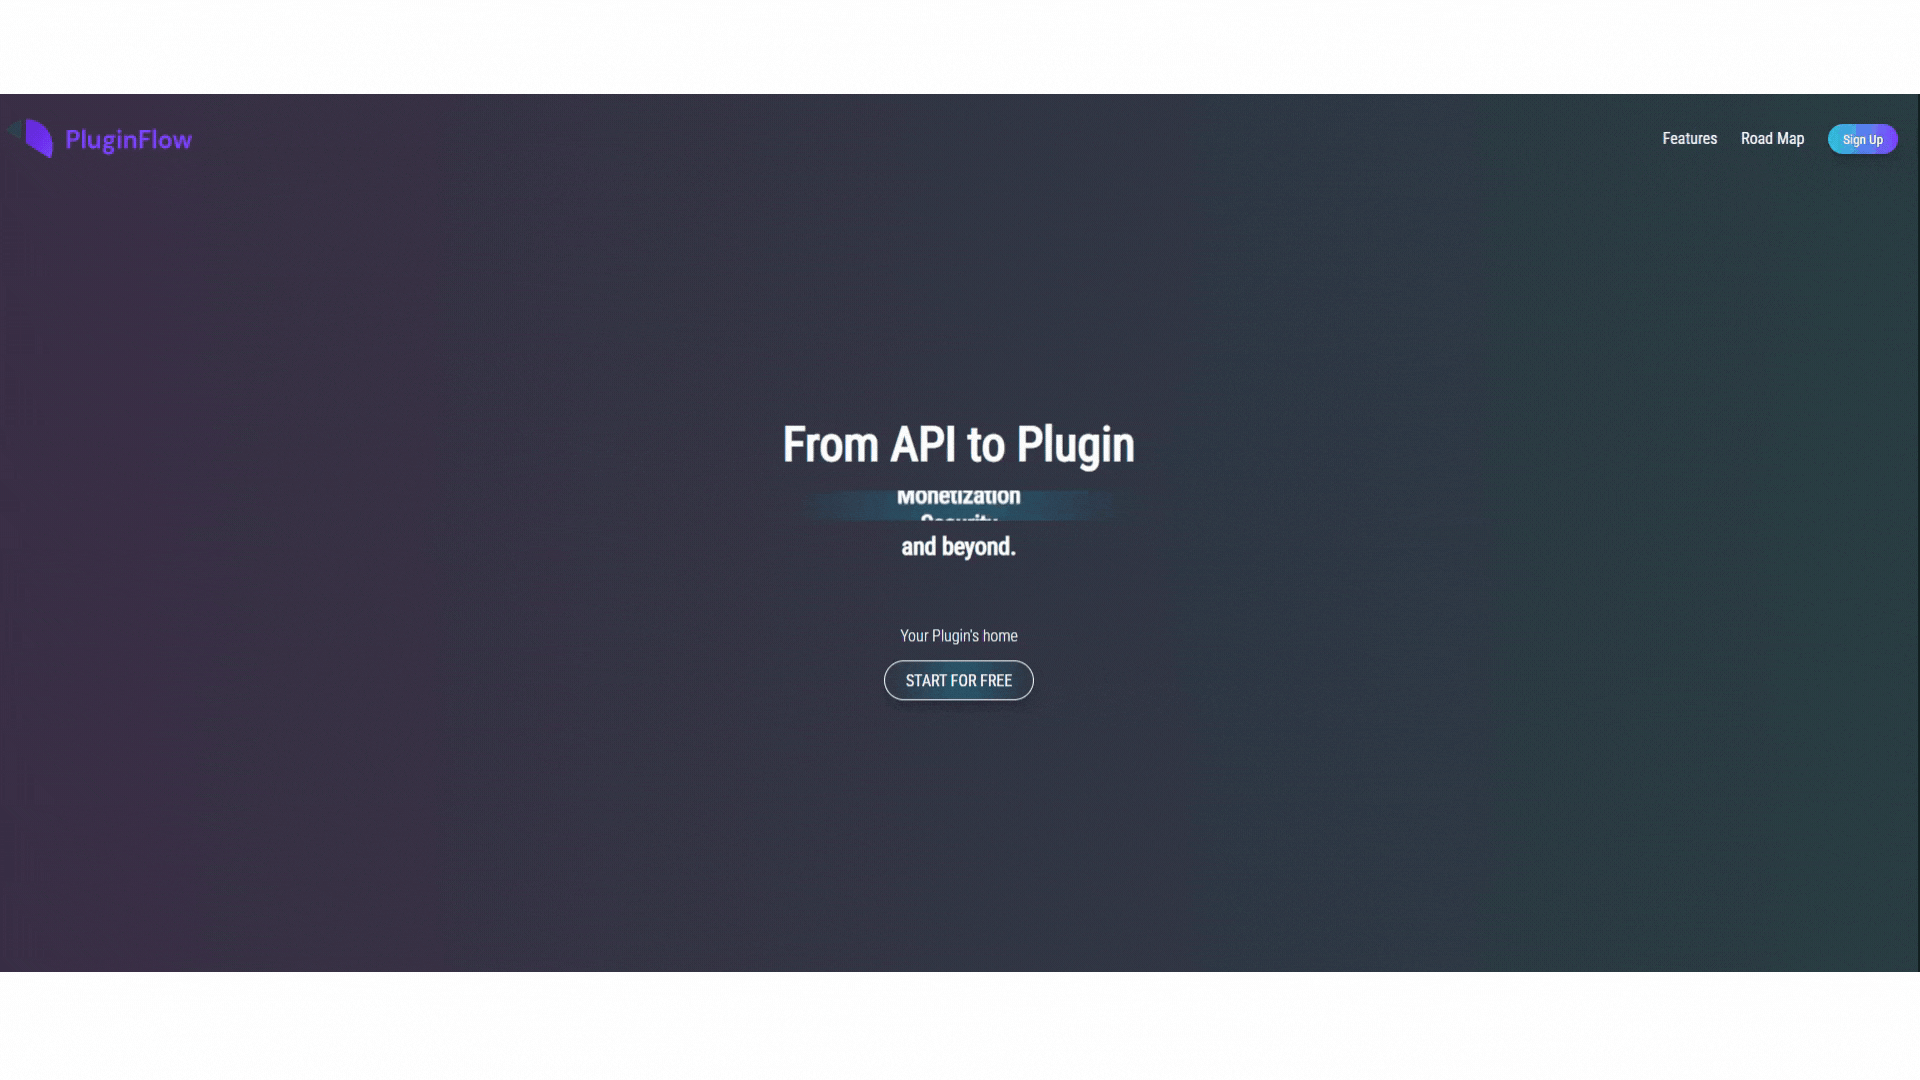 PluginFlow
Features
Road Map
Sign Up
From API to Plugin
Monetization
Security
and beyond.
Your Plugin's home
START FOR FREE